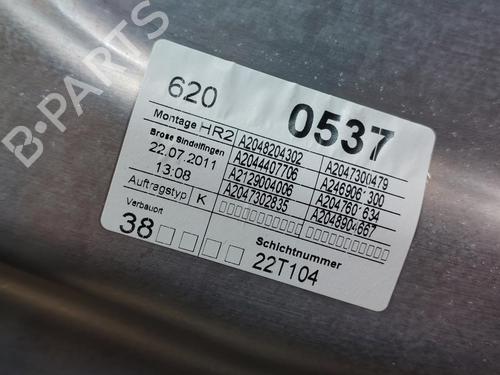 B-PARTS
620
0537
Montage HR2
Brose Sindelfingen
22.07.2011
13:08
Auftragstyp K
Verbauort
38
A2048204302 A2047300479
A2044407706 A2469061300
A2129004006 A2047601634
A2047302835 A2048904667
Schichtnummer
22T104